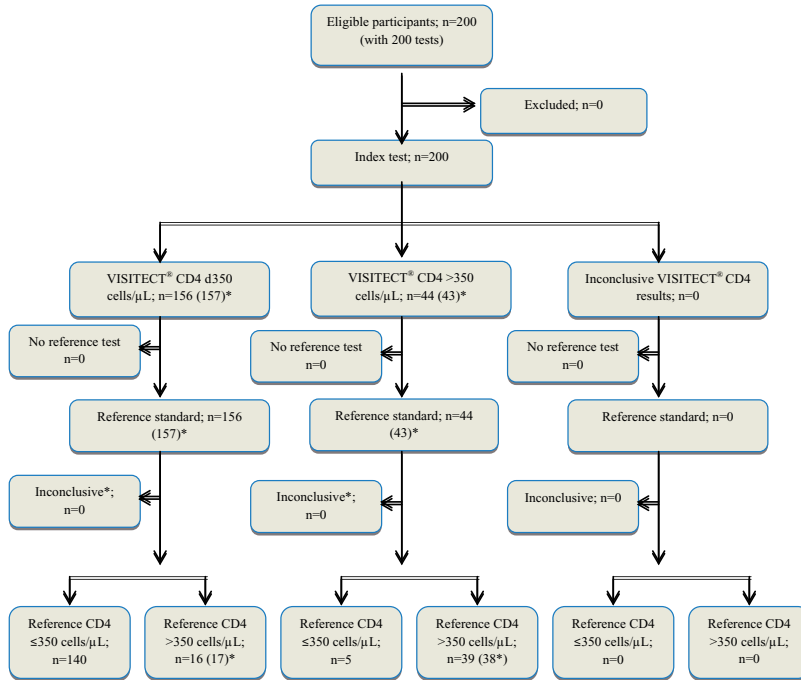 Eligible participants; n=200
(with 200 tests)
Excluded; n=0
Index test; n=200
VISITECT® CD4 d350
cells/µL; n=156 (157)*
VISITECT® CD4 >350
cells/µL; n=44 (43)*
Inconclusive VISITECT® CD4
results; n=0
No reference test
n=0
No reference test
n=0
No reference test
n=0
Reference standard; n=156
(157)*
Reference standard; n=44
(43)*
Reference standard; n=0
Inconclusive*;
n=0
Inconclusive*;
n=0
Inconclusive; n=0
Reference CD4
≤350 cells/µL;
n=140
Reference CD4
>350 cells/µL;
n=16 (17)*
Reference CD4
≤350 cells/µL;
n=5
Reference CD4
>350 cells/µL;
n=39 (38*)
Reference CD4
≤350 cells/µL;
n=0
Reference CD4
>350 cells/µL;
n=0